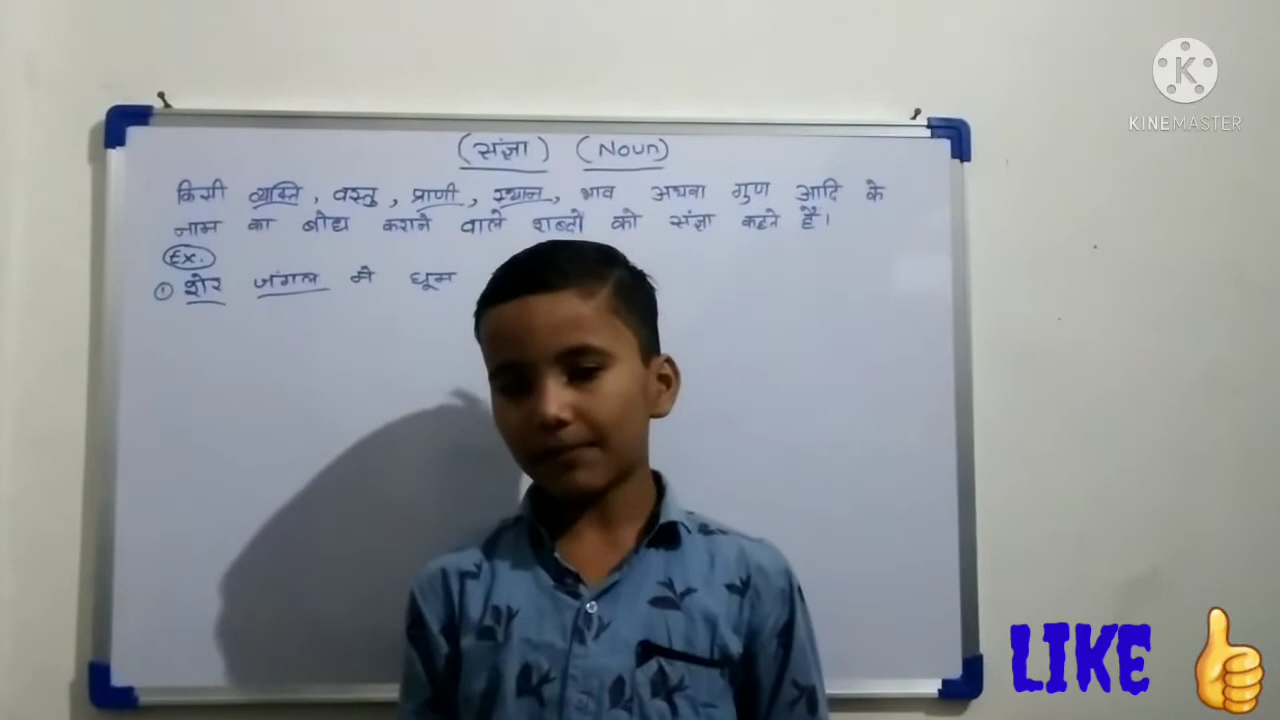 (संज्ञा) (Noun)
किसी व्यक्ति, वस्तु, प्राणी, स्थान, भाव अथवा गुण आदि के
नाम का बोध कराने वाले शब्दों को संज्ञा कहते हैं।
Ex.
① शेर जंगल मे घूम
KINEMASTER
LIKE